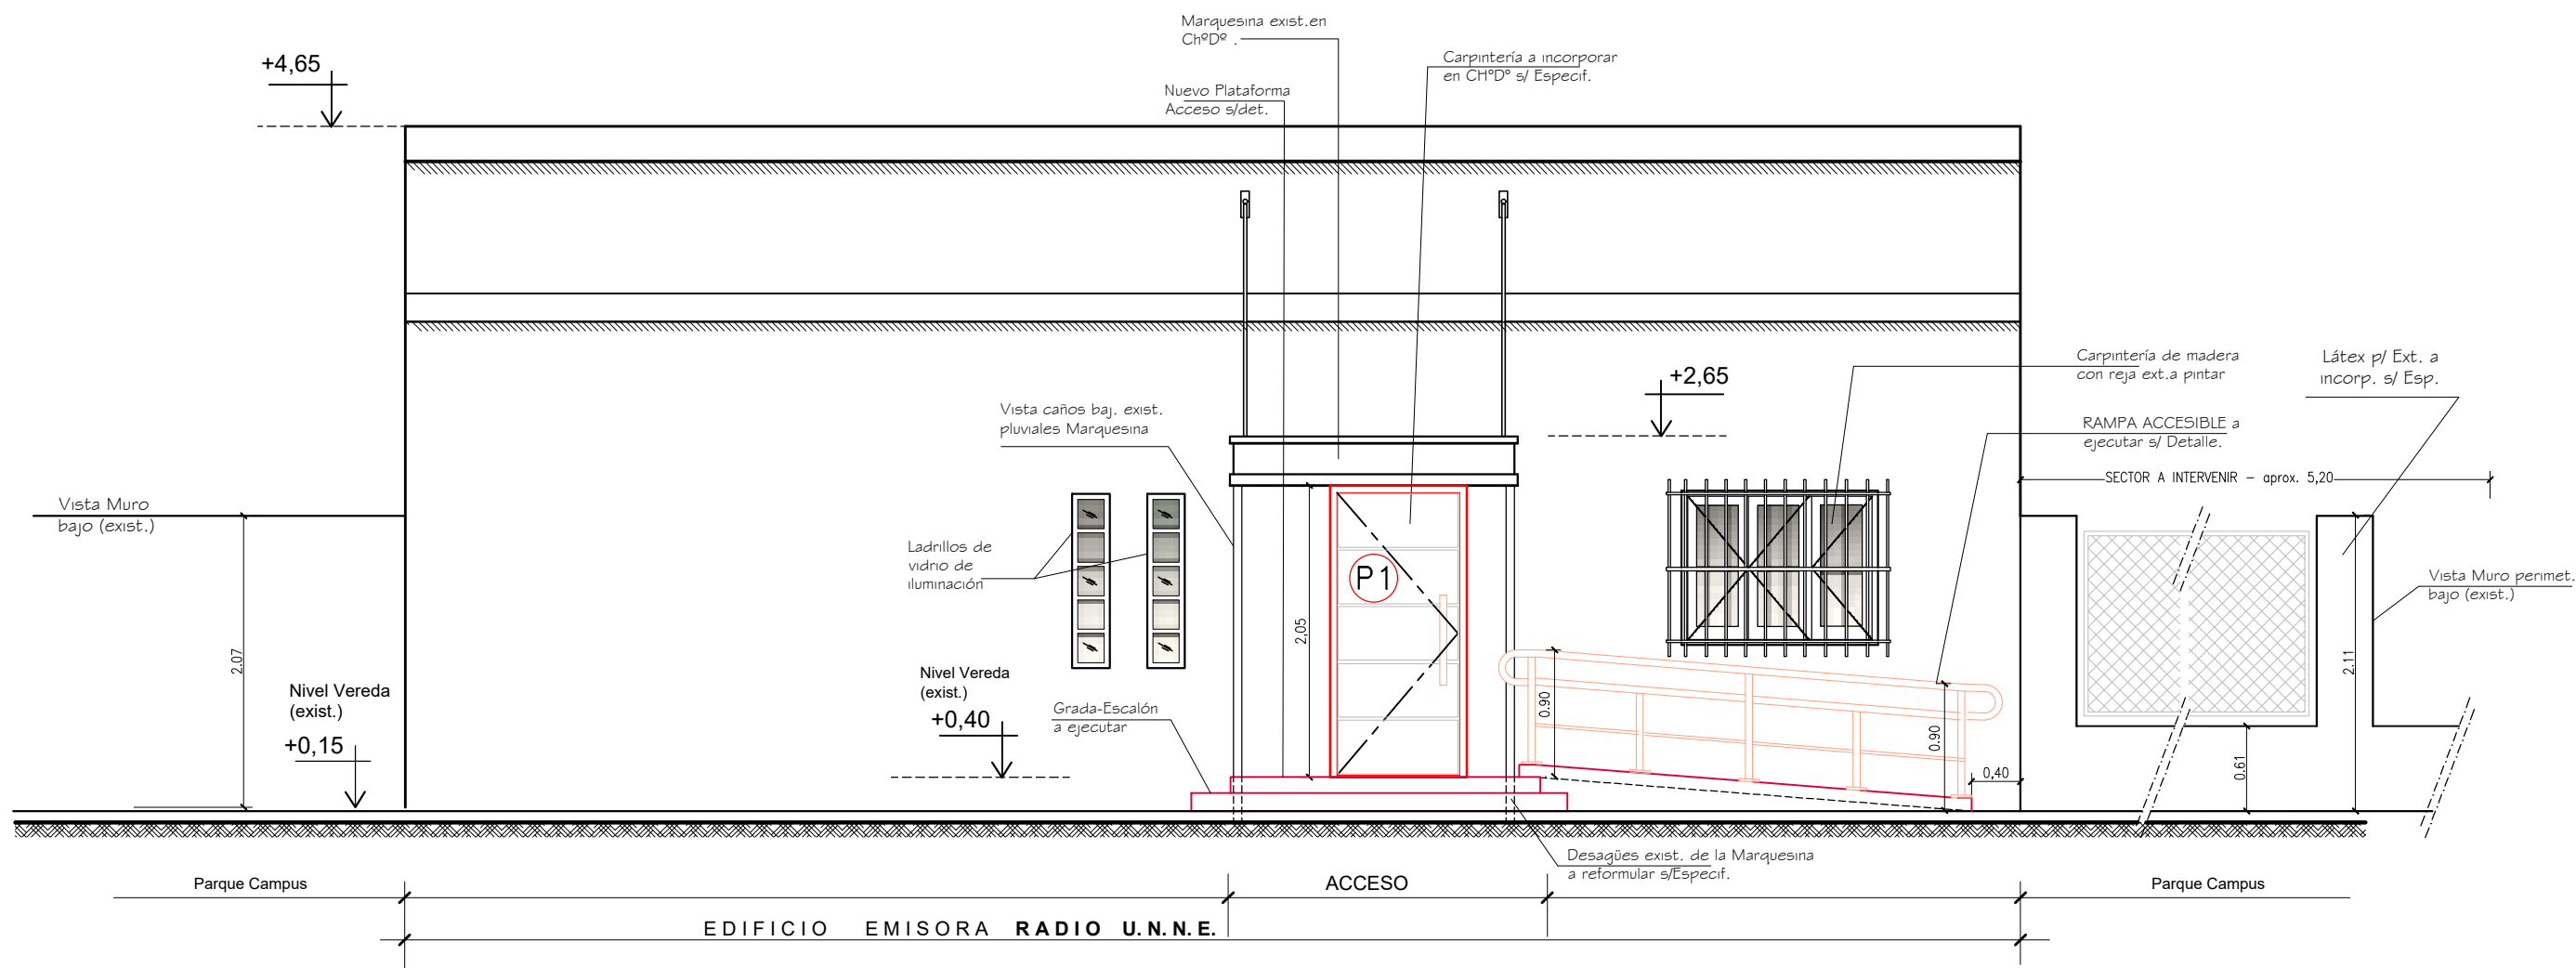 Marquesina exist.en
ChºDº .
+4,65
Carpintería a incorporar
en CH°D° s/ Especif.
Nuevo Plataforma
Acceso s/det.
Carpintería de madera
con reja ext.a pintar
Látex p/ Ext. a
incorp. s/ Esp.
+2,65
Vista caños baj. exist.
pluviales Marquesina
RAMPA ACCESIBLE a
ejecutar s/ Detalle.
SECTOR A INTERVENIR – aprox. 5,20
Vista Muro
bajo (exist.)
Ladrillos de
vidrio de
iluminación
P1
Vista Muro perimet.
bajo (exist.)
2,05
2.07
2.11
Nivel Vereda
(exist.)
+0,15
Nivel Vereda
(exist.)
+0,40
Grada-Escalón
a ejecutar
0.90
0.90
0,40
0.61
Desagües exist. de la Marquesina
a reformular s/Especif.
Parque Campus
ACCESO
Parque Campus
EDIFICIO EMISORA RADIO U.N.N.E.